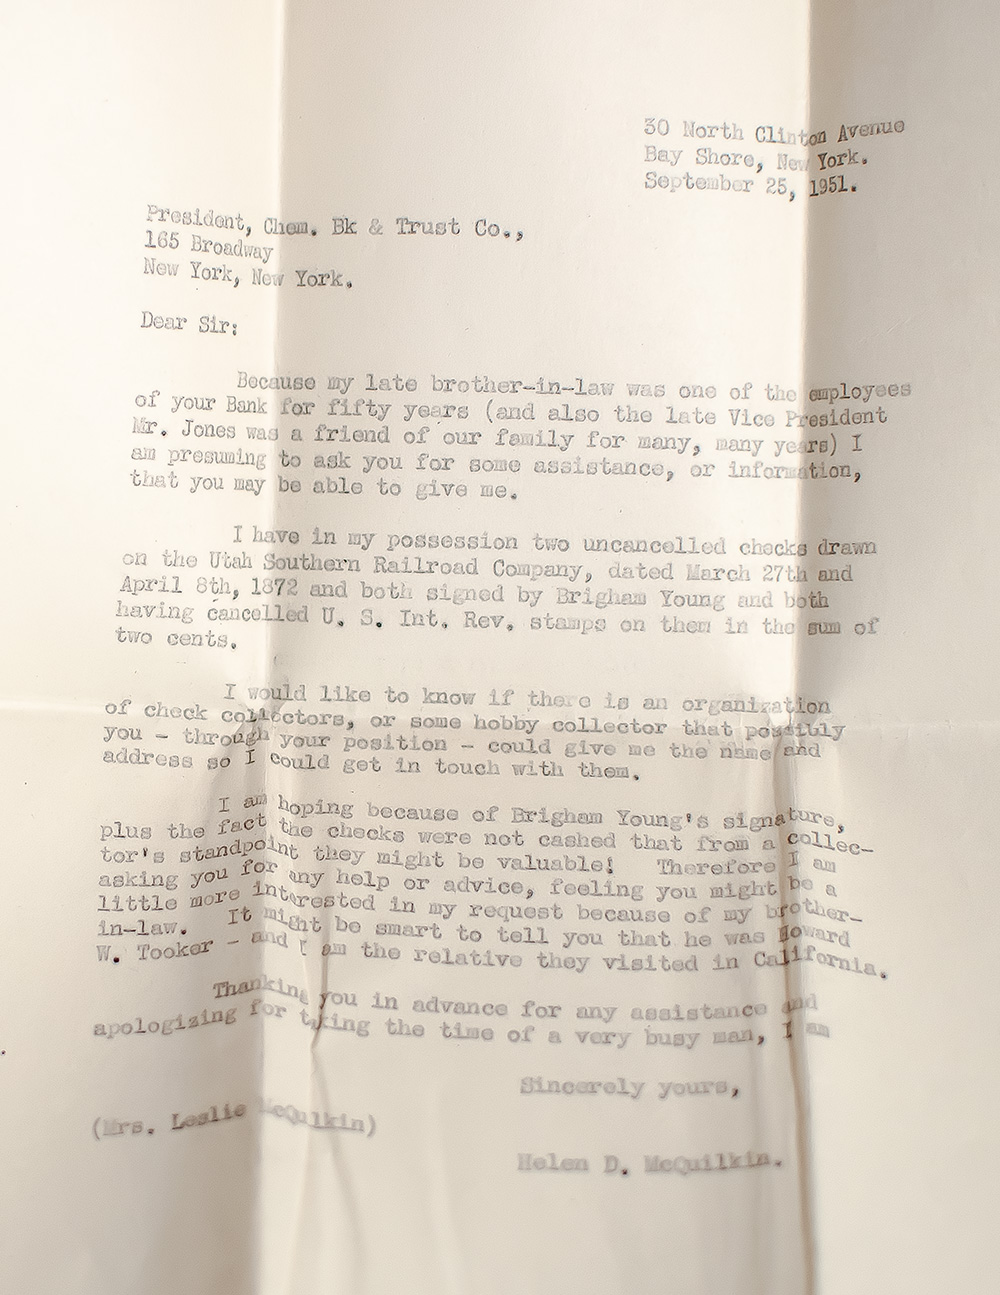 30 North Clinton Avenue
Bay Shore, New York.
September 25, 1951.
President, Chem. Bk & Trust Co.,
165 Broadway
New York, New York.
Dear Sir:
Because my late brother-in-law was one of the employees
of your Bank for fifty years (and also the late Vice President
Mr. Jones was a friend of our family for many, many years) I
am presuming to ask you for some assistance, or information,
that you may be able to give me.
I have in my possession two uncancelled checks drawn
on the Utah Southern Railroad Company, dated March 27th and
April 8th, 1872 and both signed by Brigham Young and both
having cancelled U. S. Int. Rev. stamps on them in the sum of
two cents.
I would like to know if there is an organization
of check collectors, or some hobby collector that possibly
you - through your position - could give me the name and
address so I could get in touch with them.
I am hoping because of Brigham Young's signature,
plus the fact the checks were not cashed that from a collec-
tor's standpoint they might be valuable! Therefore I am
asking you for any help or advice, feeling you might be a
little more interested in my request because of my brother-
in-law. It might be smart to tell you that he was Howard
W. Tooker - and I am the relative they visited in California.
Thanking you in advance for any assistance and
apologizing for taking the time of a very busy man, I am
Sincerely yours,
(Mrs. Leslie McQuilkin)
Helen D. McQuilkin.